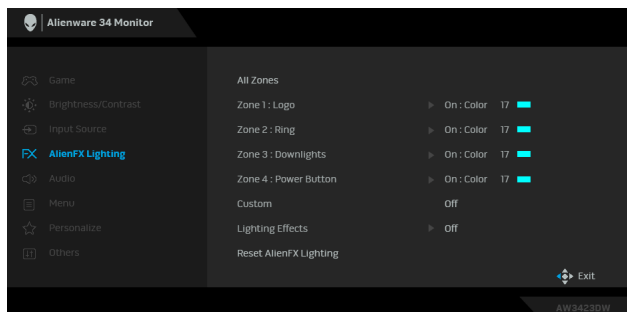 Alienware 34 Monitor
Game
Brightness/Contrast
Input Source
FX AlienFX Lighting
Audio
Menu
Personalize
Others
All Zones
Zone 1 : Logo On : Color 17
Zone 2 : Ring On : Color 17
Zone 3 : Downlights On : Color 17
Zone 4 : Power Button On : Color 17
Custom Off
Lighting Effects Off
Reset AlienFX Lighting
Exit
AW3423DW